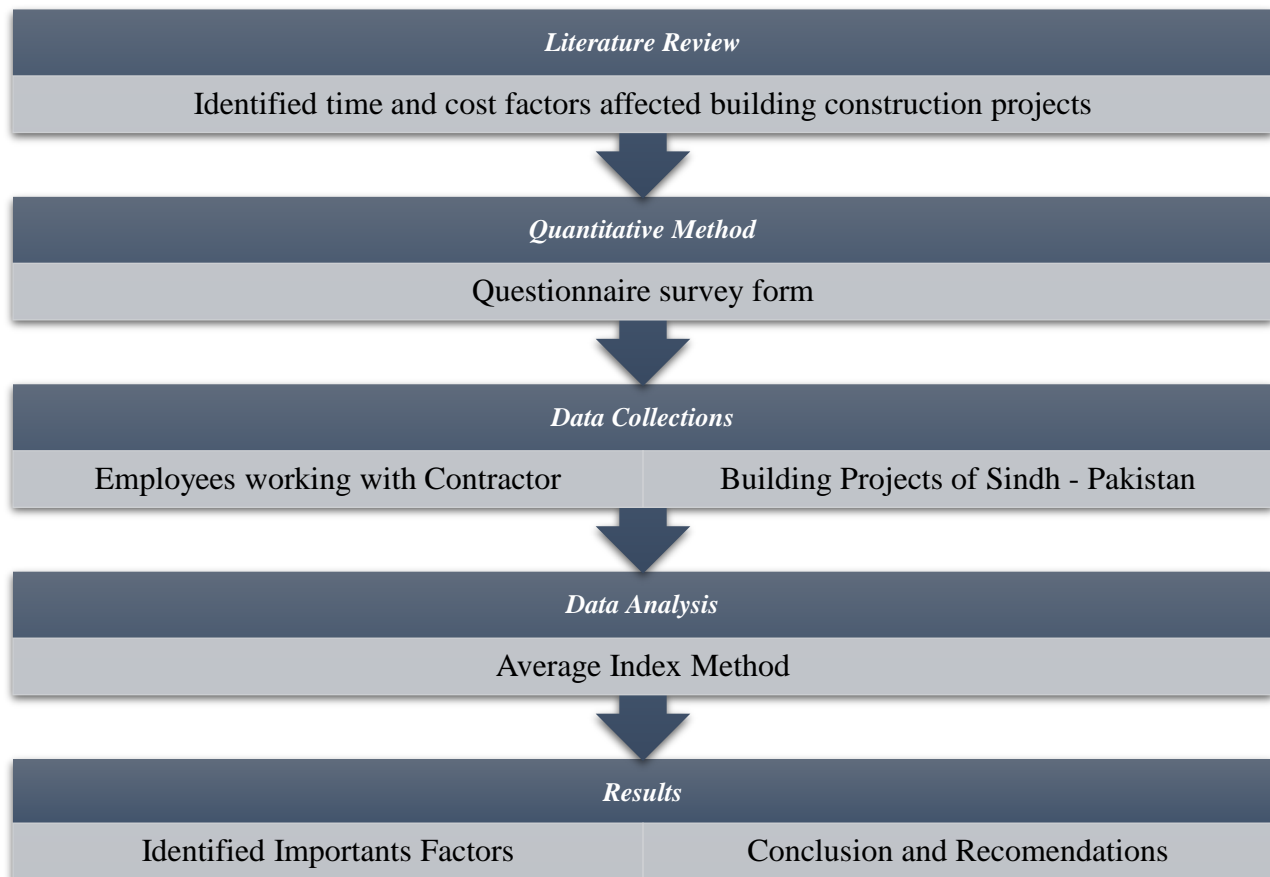 Literature Review
Identified time and cost factors affected building construction projects
Quantitative Method
Questionnaire survey form
Data Collections
Employees working with Contractor
Building Projects of Sindh - Pakistan
Data Analysis
Average Index Method
Results
Identified Importants Factors
Conclusion and Recomendations